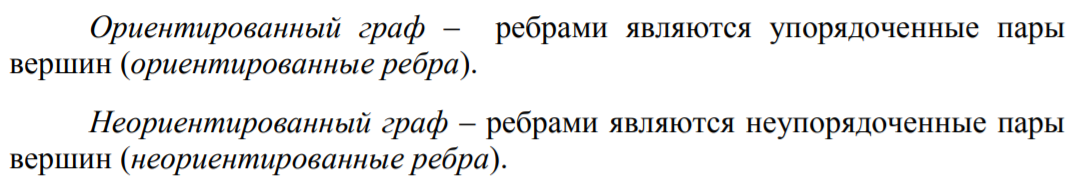 Ориентированный граф – ребрами являются упорядоченные пары
вершин (ориентированные ребра).
Неориентированный граф – ребрами являются неупорядоченные пары
вершин (неориентированные ребра).